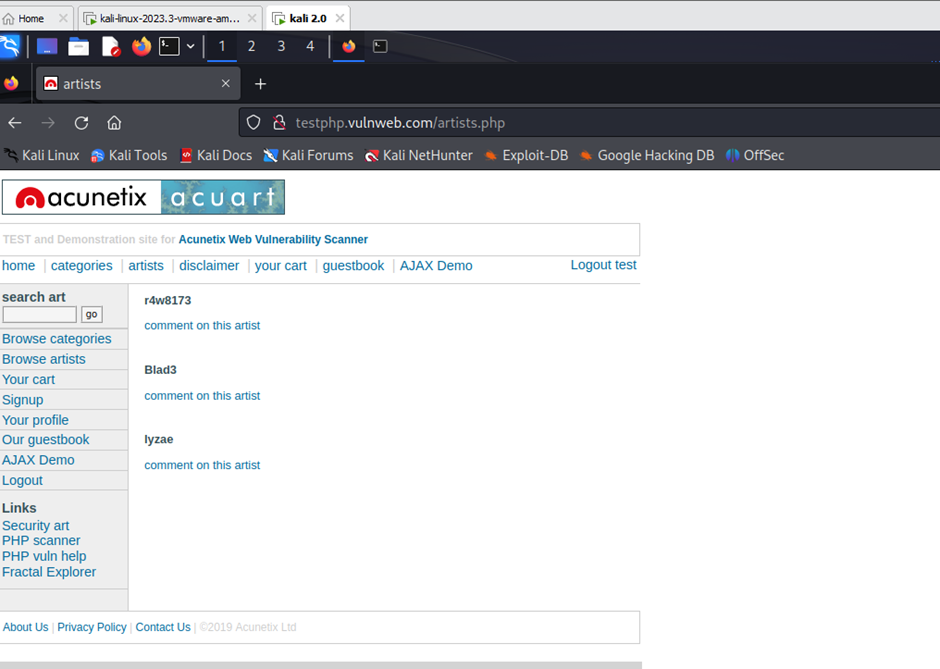 Home kali-linux-2023.3-vmware-am... kali 2.0
1 2 3 4
artists
testphp.vulnweb.com/artists.php
Kali Linux Kali Tools Kali Docs Kali Forums Kali NetHunter Exploit-DB Google Hacking DB OffSec
acunetix acuart
TEST and Demonstration site for Acunetix Web Vulnerability Scanner
home | categories | artists | disclaimer | your cart | guestbook | AJAX Demo Logout test
search art
go
Browse categories
Browse artists
Your cart
Signup
Your profile
Our guestbook
AJAX Demo
Logout
Links
Security art
PHP scanner
PHP vuln help
Fractal Explorer
r4w8173
comment on this artist
Blad3
comment on this artist
lyzae
comment on this artist
About Us | Privacy Policy | Contact Us | ©2019 Acunetix Ltd